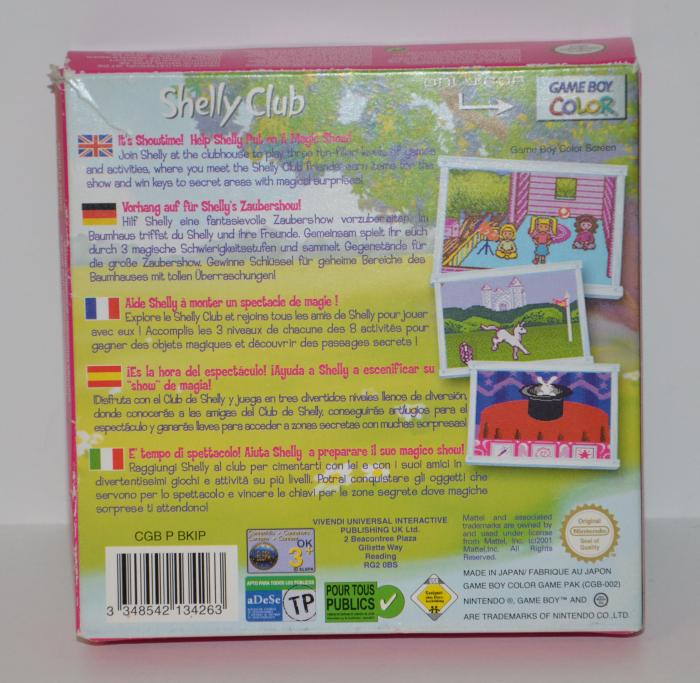 Shelly Club
GAME BOY
COLOR
Game Boy Color Screen
It's Showtime! Help Shelly Put on A Magic Show!
Join Shelly at the clubhouse to play three fun-filled levels of games
and activities, where you meet the Shelly Club friends, earn items for the
show and win keys to secret areas with magical surprises!
Vorhang auf für Shelly's Zaubershow!
Hilf Shelly eine fantasievolle Zaubershow vorzubereiten. Im
Baumhaus triffst du Shelly und ihre Freunde. Gemeinsam spielt ihr euch
durch 3 magische Schwierigkeitsstufen und sammelt Gegenstände für
die große Zaubershow. Gewinne Schlüssel für geheime Bereiche des
Baumhauses mit tollen Überraschungen!
Aide Shelly à monter un spectacle de magie !
Explore le Shelly Club et rejoins tous les amis de Shelly pour jouer
avec eux ! Accomplis les 3 niveaux de chacune des 8 activités pour
gagner des objets magiques et découvrir des passages secrets !
¡Es la hora del espectáculo! ¡Ayuda a Shelly a escenificar su
"show" de magia!
¡Disfruta con el Club de Shelly y juega en tres divertidos niveles llenos de diversión,
donde conocerás a las amigas del Club de Shelly, conseguirás artilugios para el
espectáculo y ganarás llaves para acceder a zonas secretas con muchas sorpresas!
E' tempo di spettacolo! Aiuta Shelly a preparare il suo magico show!
Raggiungi Shelly al club per cimentarti con lei e con i suoi amici in
divertentissimi giochi e attività su più livelli. Potrai conquistare gli oggetti che
servono per lo spettacolo e vincere le chiavi per le zone segrete dove magiche
sorprese ti attendono!
CGB P BKIP
3 348542 134263
OK
3+
ELSPA
APTO PARA TODOS LOS PÚBLICOS
aDeSe
TP
VIVENDI UNIVERSAL INTERACTIVE
PUBLISHING UK Ltd.
2 Beacontree Plaza
Gillette Way
Reading
RG2 0BS
POUR TOUS
PUBLICS
Mattel and associated
trademarks are owned by
and used under license
from Mattel, Inc. ©2001
Mattel,Inc. All Rights
Reserved.
Original
Nintendo
Seal of
Quality
MADE IN JAPAN/ FABRIQUE AU JAPON
GAME BOY COLOR GAME PAK (CGB-002)
NINTENDO ®, GAME BOY™ AND
ARE TRADEMARKS OF NINTENDO CO.,LTD.